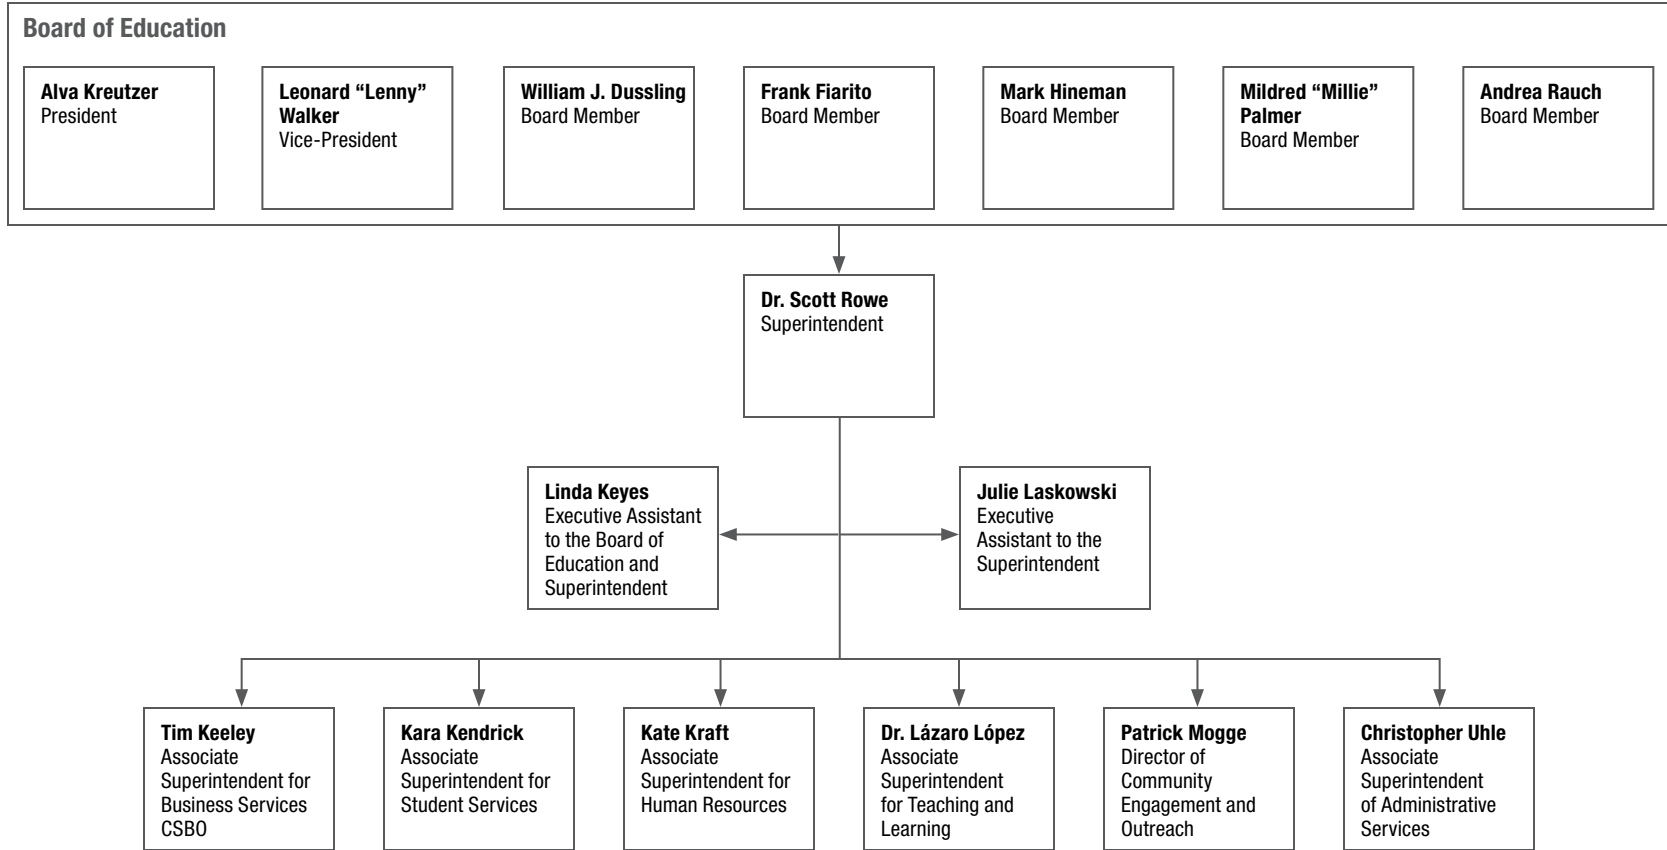 Board of Education
Alva Kreutzer
President
Leonard “Lenny”
Walker
Vice-President
William J. Dussling
Board Member
Frank Fiarito
Board Member
Mark Hineman
Board Member
Mildred “Millie”
Palmer
Board Member
Andrea Rauch
Board Member
Dr. Scott Rowe
Superintendent
Linda Keyes
Executive Assistant
to the Board of
Education and
Superintendent
Julie Laskowski
Executive
Assistant to the
Superintendent
Tim Keeley
Associate
Superintendent for
Business Services
CSBO
Kara Kendrick
Associate
Superintendent for
Student Services
Kate Kraft
Associate
Superintendent for
Human Resources
Dr. Lázaro López
Associate
Superintendent
for Teaching and
Learning
Patrick Mogge
Director of
Community
Engagement and
Outreach
Christopher Uhle
Associate
Superintendent
of Administrative
Services